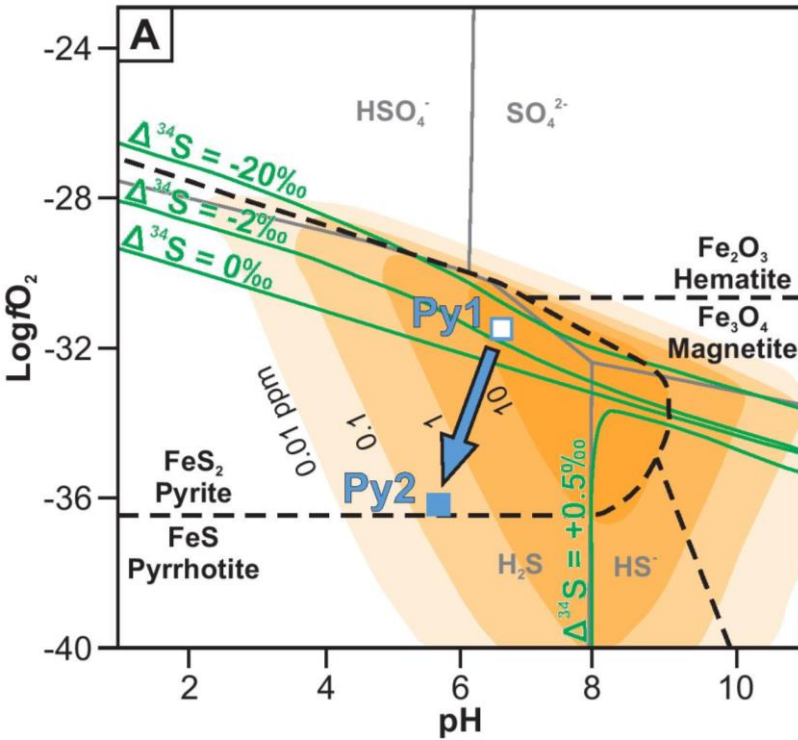 A
-24
-28
-32
-36
-40
LogfO₂
HSO₄⁻
SO₄²⁻
Δ³⁴S = -20‰
Δ³⁴S = -2‰
Δ³⁴S = 0‰
Fe₂O₃
Hematite
Fe₃O₄
Magnetite
Py1
0.01 ppm
0.1
1
10
FeS₂
Pyrite
Py2
FeS
Pyrrhotite
H₂S
HS⁻
Δ³⁴S = +0.5‰
2
4
6
8
10
pH